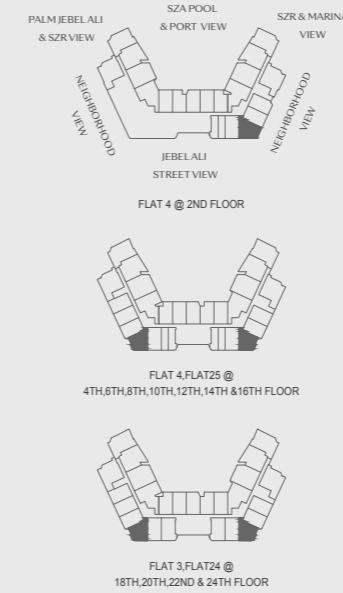 PALM JEBEL ALI
& SZR VIEW
SZA POOL
& PORT VIEW
SZR & MARINA
VIEW
NEIGHBORHOOD
VIEW
NEIGHBORHOOD
VIEW
JEBEL ALI
STREET VIEW
FLAT 4 @ 2ND FLOOR
FLAT 4,FLAT25 @
4TH,6TH,8TH,10TH,12TH,14TH &16TH FLOOR
FLAT 3,FLAT24 @
18TH,20TH,22ND & 24TH FLOOR